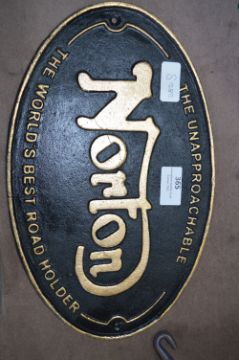 THE UNAPPROACHABLE
Norton
THE WORLD'S BEST ROAD HOLDER
365